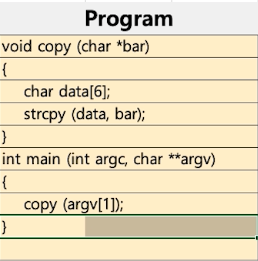 Program
void copy (char *bar)
{
char data[6];
strcpy (data, bar);
}
int main (int argc, char **argv)
{
copy (argv[1]);
}